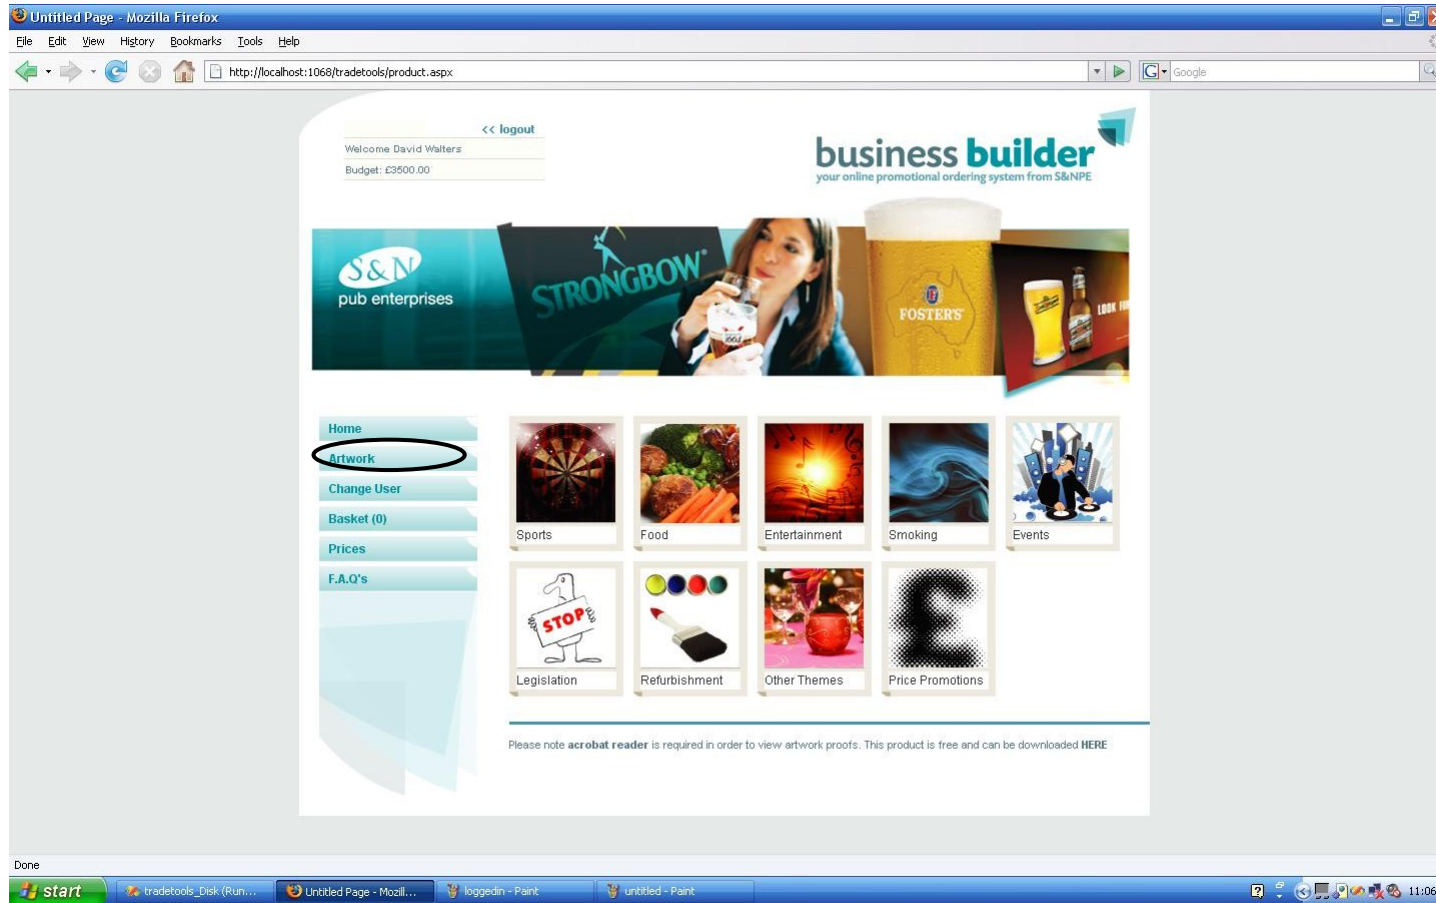 Untitled Page - Mozilla Firefox
File Edit View History Bookmarks Tools Help
http://localhost:1068/tradetools/product.aspx
G Google
<< logout
Welcome David Walters
Budget: £3500.00
business builder
your online promotional ordering system from S&NPE
S&N
pub enterprises
STRONGBOW
FOSTER'S
LOOK
Home
Artwork
Change User
Basket (0)
Prices
F.A.Q's
Sports
Food
Entertainment
Smoking
Events
STOP
£
Legislation
Refurbishment
Other Themes
Price Promotions
Please note acrobat reader is required in order to view artwork proofs. This product is free and can be downloaded HERE
Done
start
tradetools_Disk (Run...
Untitled Page - Mozill...
loggedin - Paint
untitled - Paint
11:06